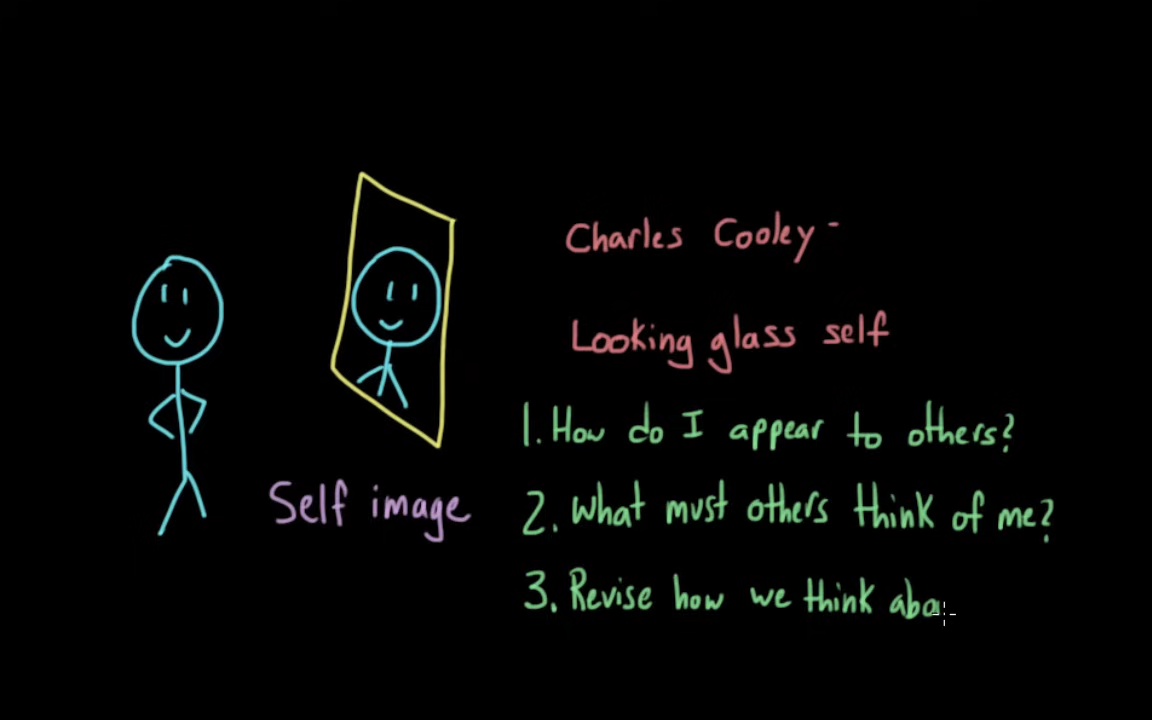 Charles Cooley -
Looking glass self
1. How do I appear to others?
2. What must others think of me?
3. Revise how we think abo
Self image